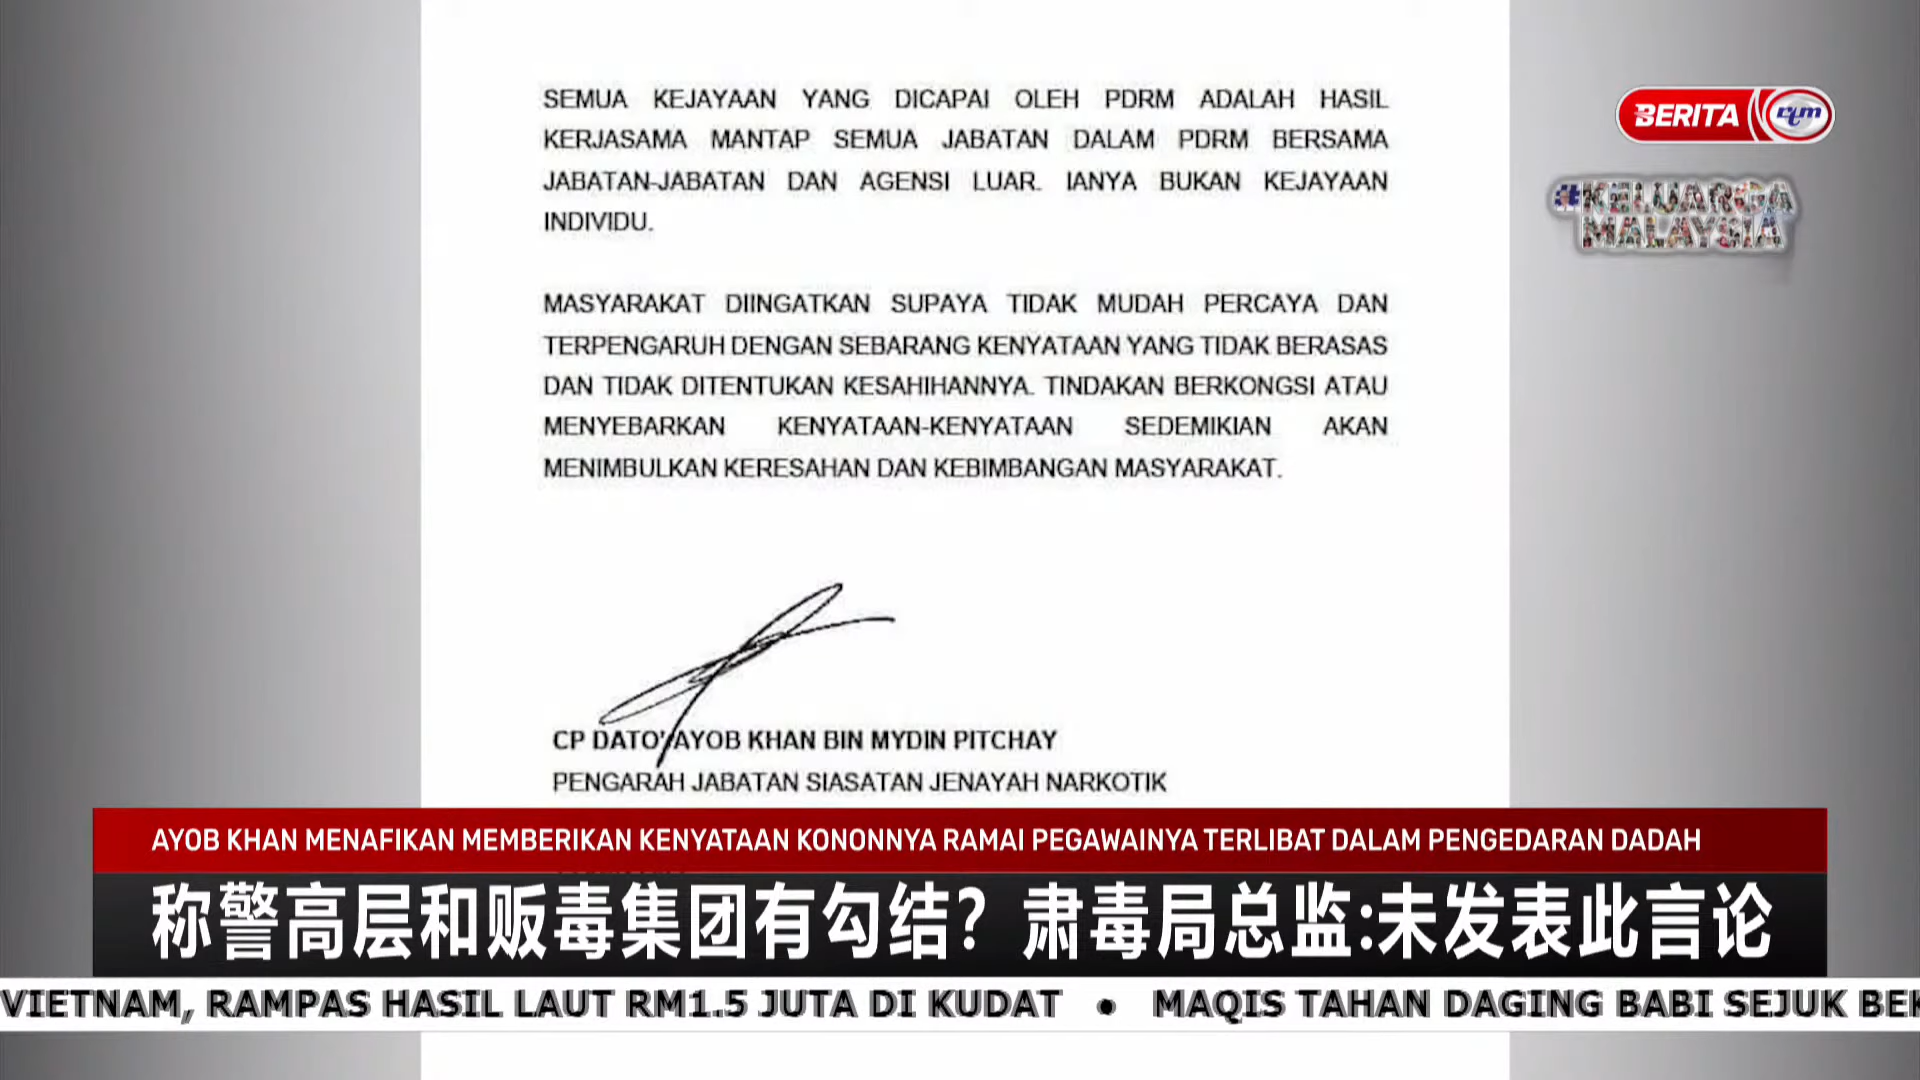 SEMUA KEJAYAAN YANG DICAPAI OLEH PDRM ADALAH HASIL
KERJASAMA MANTAP SEMUA JABATAN DALAM PDRM BERSAMA
JABATAN-JABATAN DAN AGENSI LUAR. IANYA BUKAN KEJAYAAN
INDIVIDU.
BERITA rtm
#KELUARGA
MALAYSIA
MASYARAKAT DIINGATKAN SUPAYA TIDAK MUDAH PERCAYA DAN
TERPENGARUH DENGAN SEBARANG KENYATAAN YANG TIDAK BERASAS
DAN TIDAK DITENTUKAN KESAHIHANNYA. TINDAKAN BERKONGSI ATAU
MENYEBARKAN KENYATAAN-KENYATAAN SEDEMIKIAN AKAN
MENIMBULKAN KERESAHAN DAN KEBIMBANGAN MASYARAKAT.
CP DATO' AYOB KHAN BIN MYDIN PITCHAY
PENGARAH JABATAN SIASATAN JENAYAH NARKOTIK
AYOB KHAN MENAFIKAN MEMBERIKAN KENYATAAN KONONNYA RAMAI PEGAWAINYA TERLIBAT DALAM PENGEDARAN DADAH
称警高层和贩毒集团有勾结? 肃毒局总监:未发表此言论
VIETNAM, RAMPAS HASIL LAUT RM1.5 JUTA DI KUDAT • MAQIS TAHAN DAGING BABI SEJUK BEK